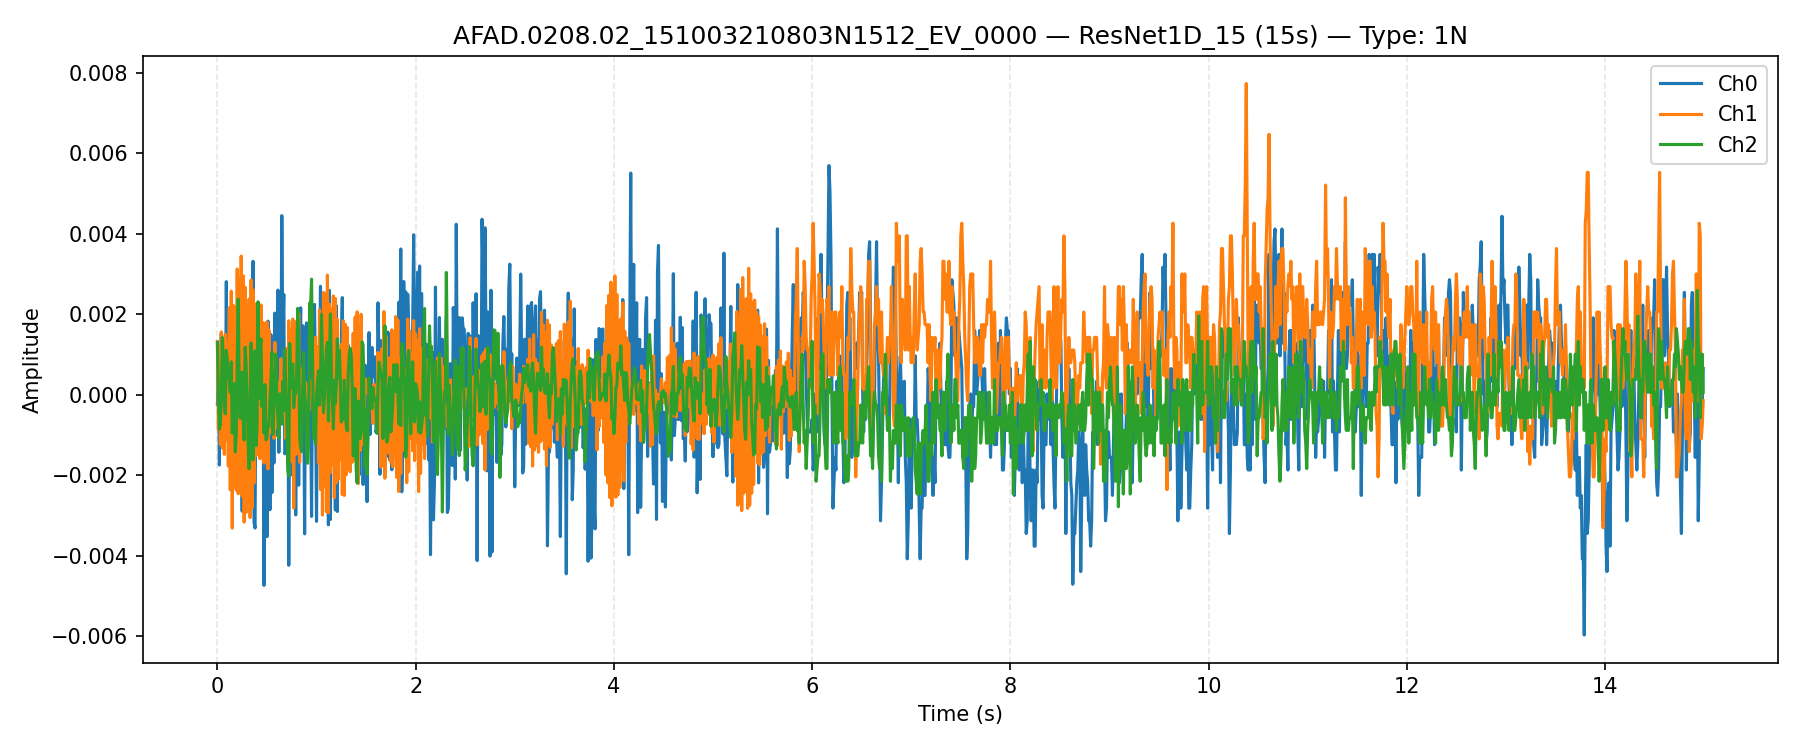 AFAD.0208.02_151003210803N1512_EV_0000 — ResNet1D_15 (15s) — Type: 1N
Ch0
Ch1
Ch2
0.008
0.006
0.004
0.002
0.000
−0.002
−0.004
−0.006
Amplitude
0 2 4 6 8 10 12 14
Time (s)